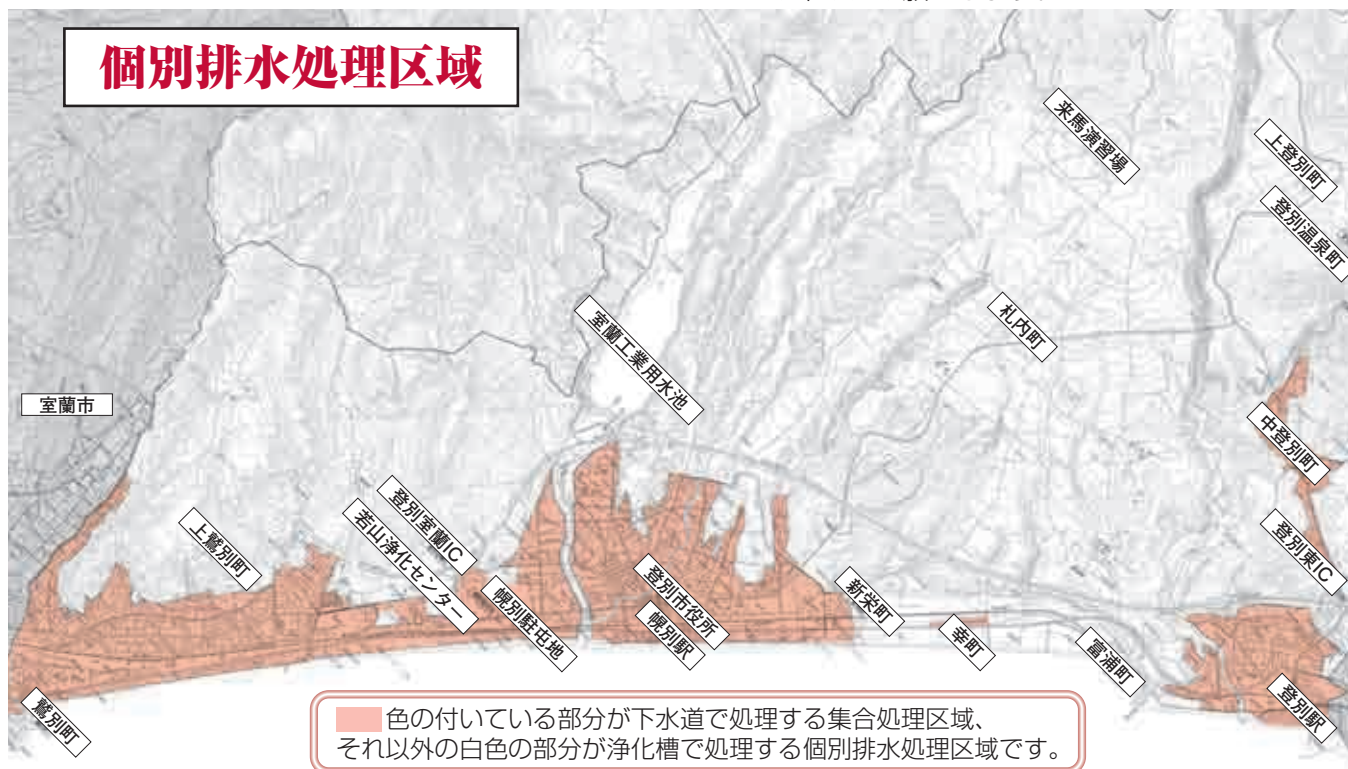 個別排水処理区域
来馬演習場
上登別町
登別温泉町
室蘭工業用水池
札内町
室蘭市
中登別町
登別室蘭IC
若山浄化センター
上鷲別町
登別東IC
幌別駐屯地
登別市役所
幌別駅
新栄町
幸町
富浦町
登別駅
鷲別町
色の付いている部分が下水道で処理する集合処理区域、
それ以外の白色の部分が浄化槽で処理する個別排水処理区域です。